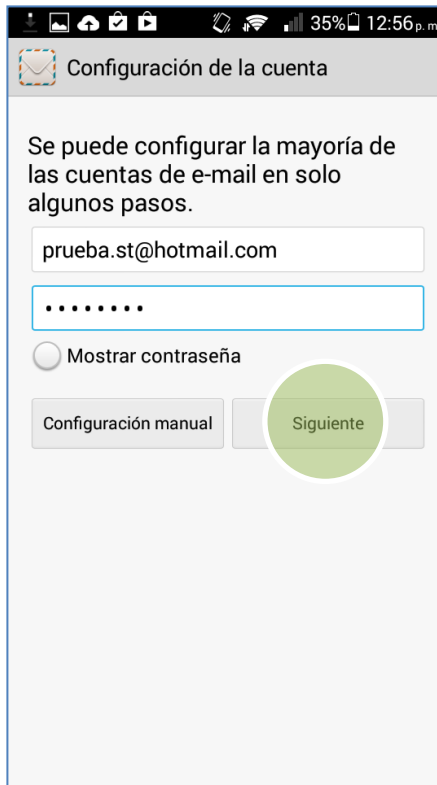 35% 12:56 p. m
Configuración de la cuenta
Se puede configurar la mayoría de
las cuentas de e-mail en solo
algunos pasos.
prueba.st@hotmail.com
••••••••
Mostrar contraseña
Configuración manual
Siguiente